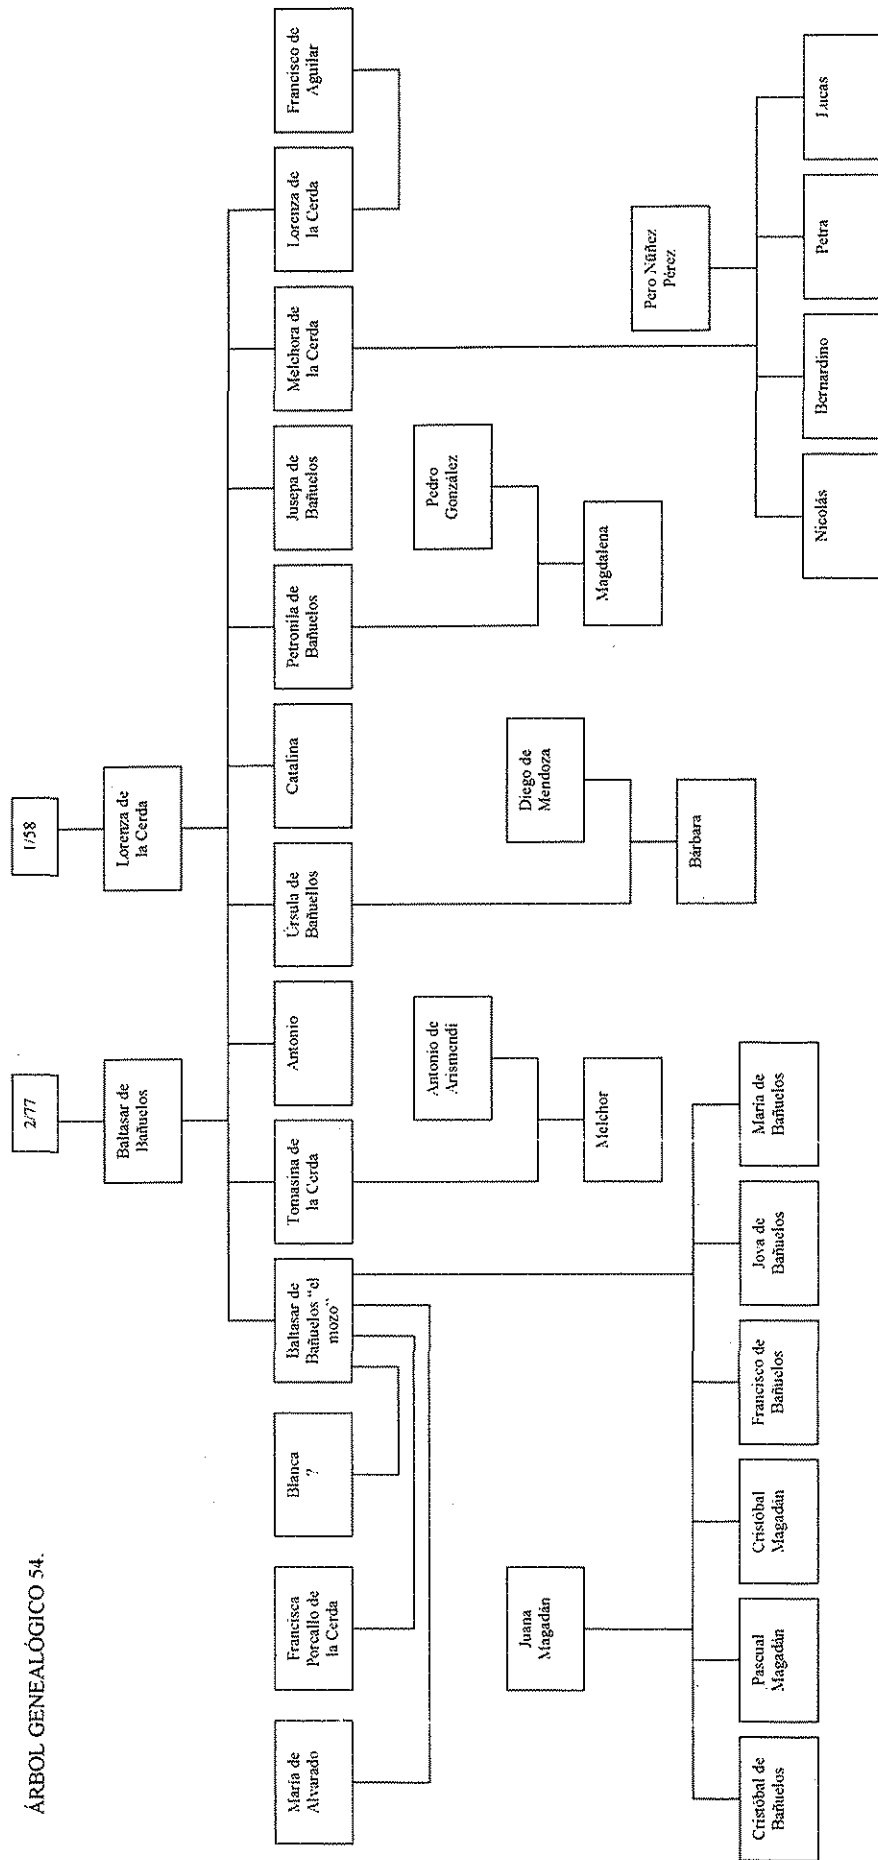 ÁRBOL GENEALÓGICO 54.
2/77
1/58
Baltasar de
Bañuelos
Lorenza de
la Cerda
María de
Alvarado
Francisca
Porcallo de
la Cerda
Blanca
?
Baltasar de
Bañuelos "el
mozo"
Tomasina de
la Cerda
Antonio
Úrsula de
Bañuellos
Catalina
Petronila de
Bañuelos
Jusepa de
Bañuelos
Melchora de
la Cerda
Lorenza de
la Cerda
Francisco de
Aguilar
Juana
Magadán
Antonio de
Arismendi
Diego de
Mendoza
Pedro
González
Pero Núñez
Pérez
Melchor
Bárbara
Magdalena
Cristóbal de
Bañuelos
Pascual
Magadán
Cristóbal
Magadán
Francisco de
Bañuelos
Jova de
Bañuelos
María de
Bañuelos
Nicolás
Bernardino
Petra
Lucas